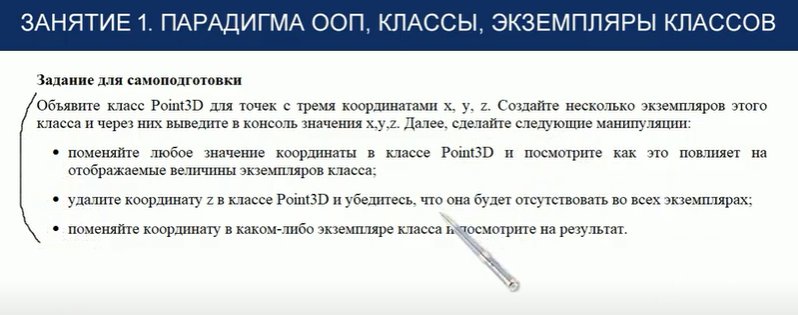 ЗАНЯТИЕ 1. ПАРАДИГМА ООП, КЛАССЫ, ЭКЗЕМПЛЯРЫ КЛАССОВ
Задание для самоподготовки
Объявите класс Point3D для точек с тремя координатами x, y, z. Создайте несколько экземпляров этого
класса и через них выведите в консоль значения x,y,z. Далее, сделайте следующие манипуляции:
• поменяйте любое значение координаты в классе Point3D и посмотрите как это повлияет на
отображаемые величины экземпляров класса;
• удалите координату z в классе Point3D и убедитесь, что она будет отсутствовать во всех экземплярах;
• поменяйте координату в каком-либо экземпляре класса и посмотрите на результат.